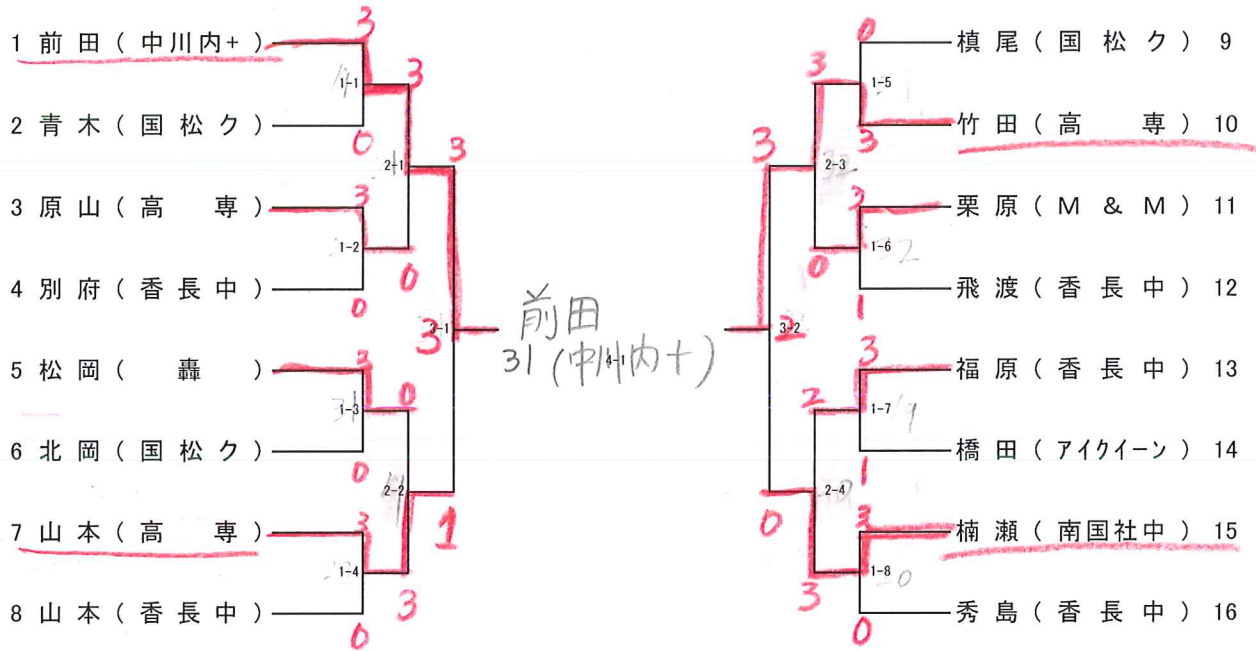 1 前田(中川内+)
3
1-1
2 青木(国松ク)
0
3
2-1
3 原山(高 専)
3
1-2
4 別府(香長中)
0
0
3
3-1
3
5 松岡( 轟 )
3
1-3
6 北岡(国松ク)
0
0
2-2
1
7 山本(高 専)
3
1-4
8 山本(香長中)
0
3
前田
31 (中川内+)
4-1
0
槙尾(国松ク) 9
1-5
3
竹田(高 専) 10
3
2-3
3
栗原(M & M) 11
1-6
32
0
1
飛渡(香長中) 12
3
3-2
2
3
福原(香長中) 13
1-7
1
橋田(アイクイーン) 14
2
2-4
0
3
楠瀬(南国社中) 15
1-8
3
0
秀島(香長中) 16